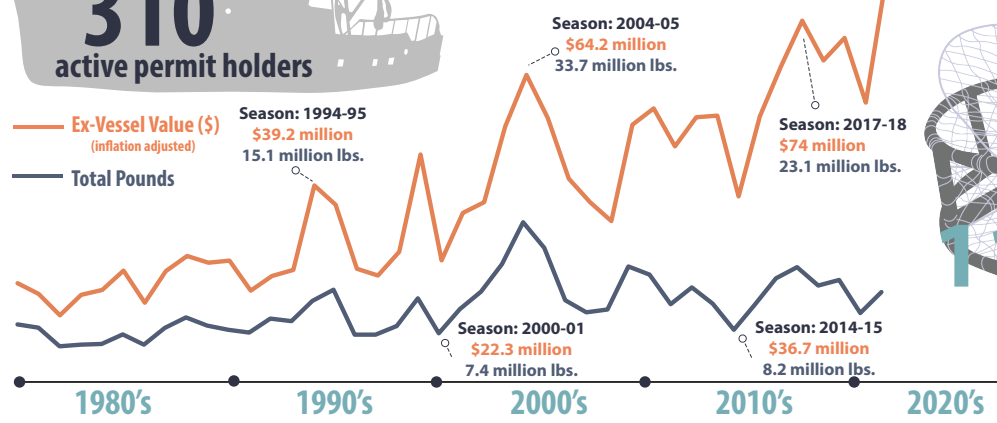 310
active permit holders
Ex-Vessel Value ($)
(inflation adjusted)
Total Pounds
Season: 1994-95
$39.2 million
15.1 million lbs.
Season: 2004-05
$64.2 million
33.7 million lbs.
Season: 2017-18
$74 million
23.1 million lbs.
Season: 2000-01
$22.3 million
7.4 million lbs.
Season: 2014-15
$36.7 million
8.2 million lbs.
1980's
1990's
2000's
2010's
2020's